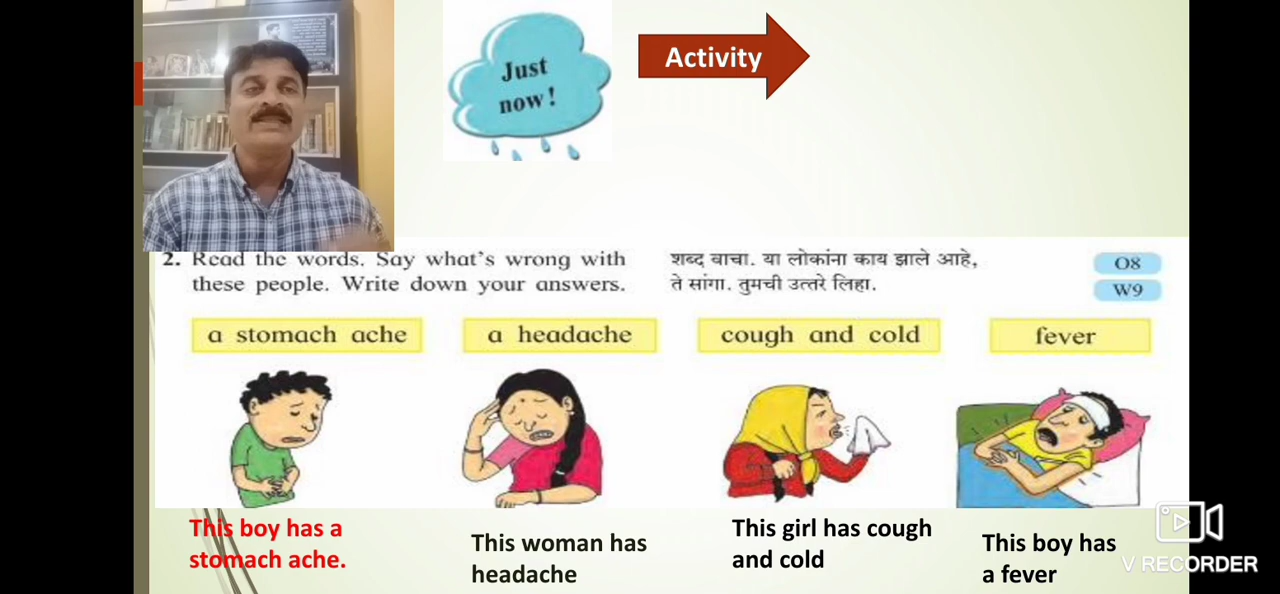 Just
now!
Activity
2. Read the words. Say what's wrong with
these people. Write down your answers.
शब्द वाचा. या लोकांना काय झाले आहे,
ते सांगा. तुमची उत्तरे लिहा.
O8
W9
a stomach ache
a headache
cough and cold
fever
This boy has a
stomach ache.
This woman has
headache
This girl has cough
and cold
This boy has
a fever
V RECORDER